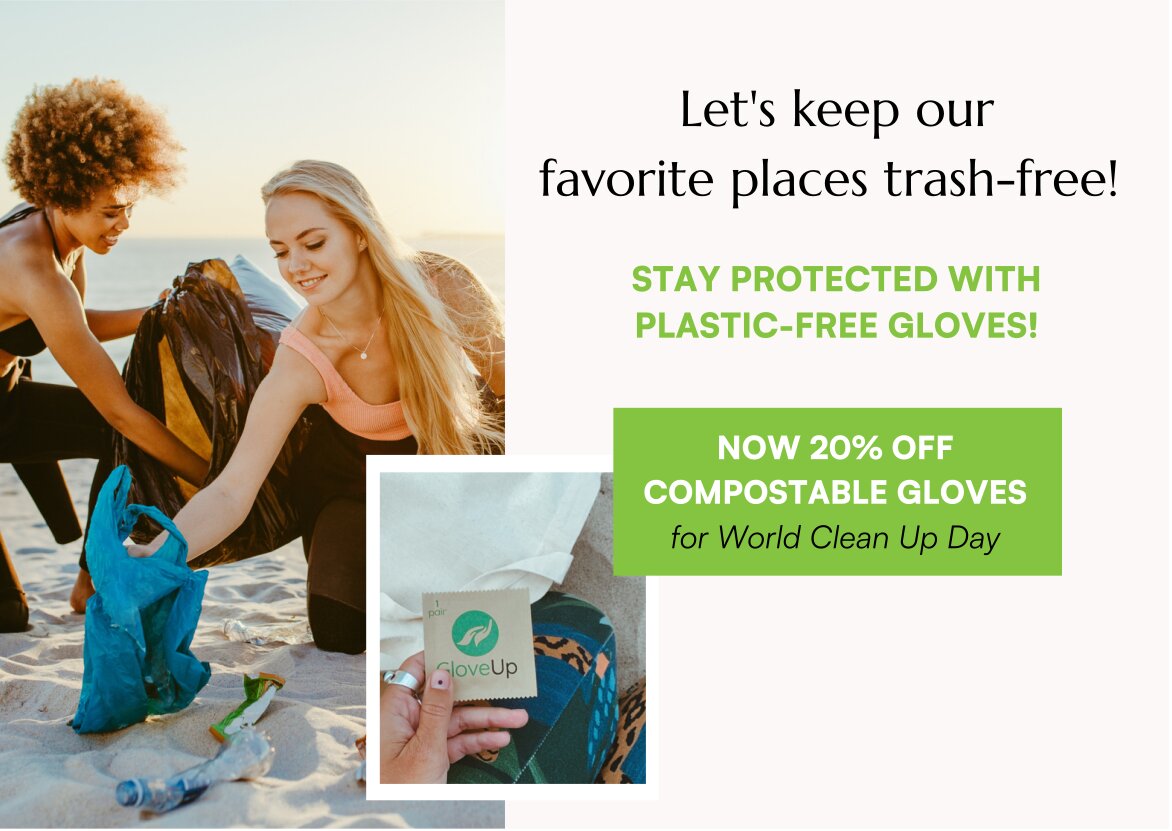 Let's keep our
favorite places trash-free!
STAY PROTECTED WITH
PLASTIC-FREE GLOVES!
NOW 20% OFF
COMPOSTABLE GLOVES
for World Clean Up Day
1
pair
GloveUp